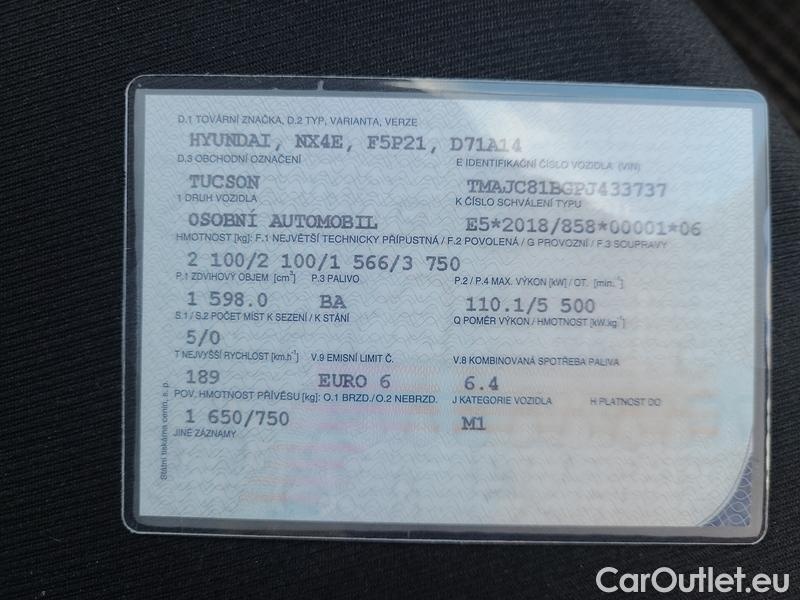 D.1 TOVÁRNÍ ZNAČKA, D.2 TYP, VARIANTA, VERZE
HYUNDAI, NX4E, F5P21, D71A14
D.3 OBCHODNÍ OZNAČENÍ E IDENTIFIKAČNÍ ČÍSLO VOZIDLA (VIN)
TUCSON TMAJC81BGPJ433737
1 DRUH VOZIDLA K ČÍSLO SCHVÁLENÍ TYPU
OSOBNÍ AUTOMOBIL E5*2018/858*00001*06
HMOTNOST [kg]: F.1 NEJVĚTŠÍ TECHNICKY PŘÍPUSTNÁ / F.2 POVOLENÁ / G PROVOZNÍ / F.3 SOUPRAVY
2 100/2 100/1 566/3 750
P.1 ZDVIHOVÝ OBJEM [cm³] P.3 PALIVO P.2 / P.4 MAX. VÝKON [kW] / OT. [min.⁻¹]
1 598.0 BA 110.1/5 500
S.1 / S.2 POČET MÍST K SEZENÍ / K STÁNÍ Q POMĚR VÝKON / HMOTNOST [kW.kg⁻¹]
5/0
T NEJVYŠŠÍ RYCHLOST [km.h⁻¹] V.9 EMISNÍ LIMIT Č. V.8 KOMBINOVANÁ SPOTŘEBA PALIVA
189 EURO 6 6.4
POV. HMOTNOST PŘÍVĚSU [kg]: O.1 BRZD./O.2 NEBRZD. J KATEGORIE VOZIDLA H PLATNOST DO
1 650/750 M1
JINÉ ZÁZNAMY
Státní tiskárna cenin, s. p.
CarOutlet.eu